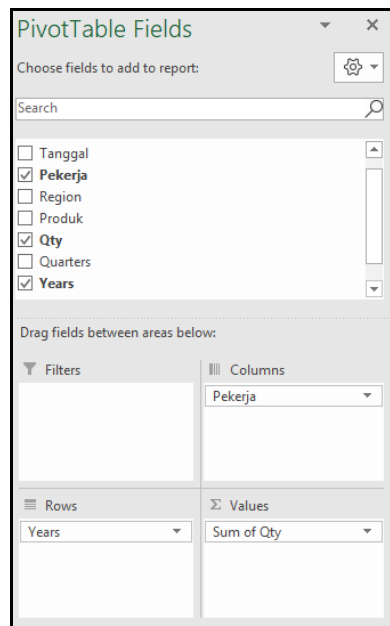 PivotTable Fields
Choose fields to add to report:
Search
Tanggal
Pekerja
Region
Produk
Qty
Quarters
Years
Drag fields between areas below:
Filters
Columns
Pekerja
Rows
Σ Values
Years
Sum of Qty